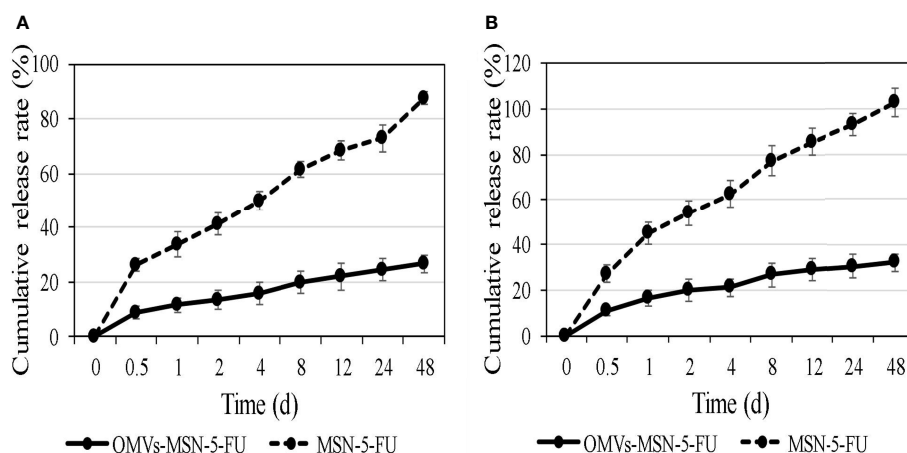 A
Cumulative release rate (%)
100
80
60
40
20
0
0 0.5 1 2 4 8 12 24 48
Time (d)
OMVs-MSN-5-FU MSN-5-FU
B
Cumulative release rate (%)
120
100
80
60
40
20
0
0 0.5 1 2 4 8 12 24 48
Time (d)
OMVs-MSN-5-FU MSN-5-FU